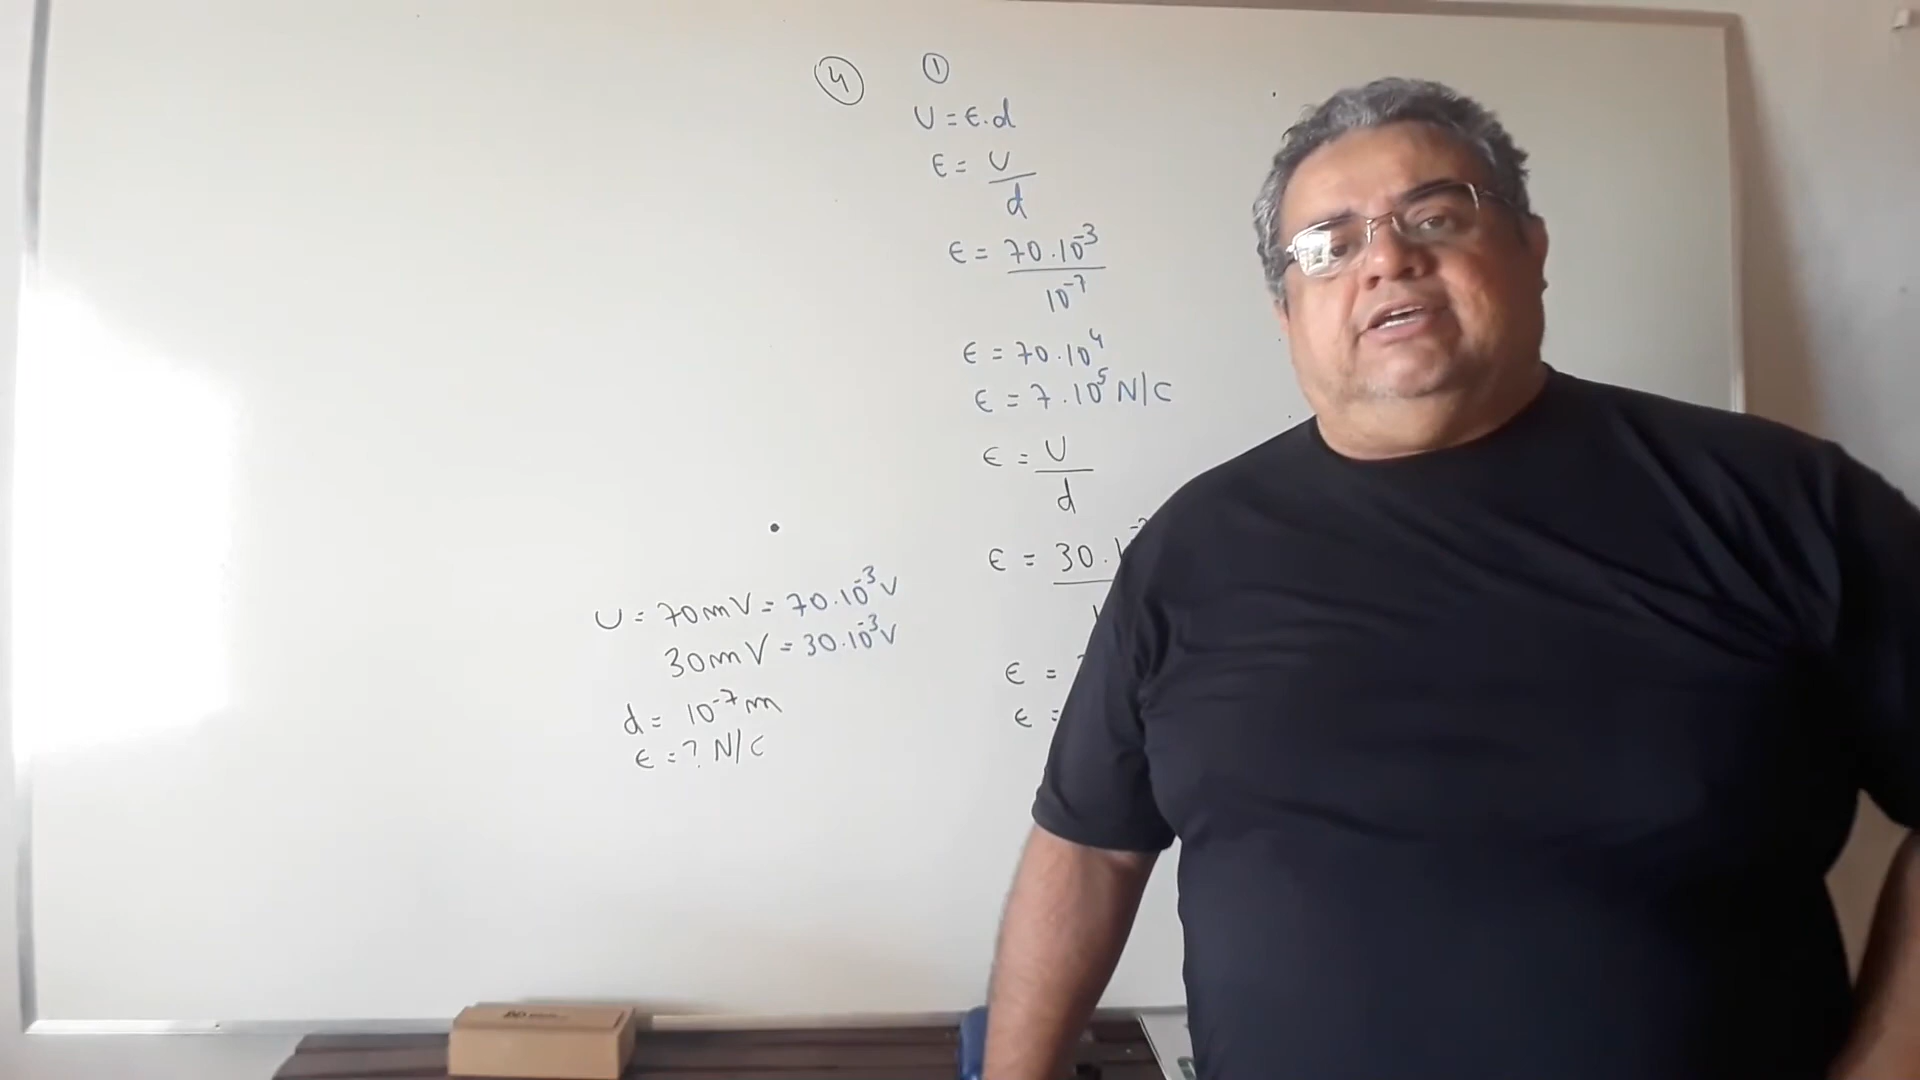 4 1
U = ϵ.d
ϵ = U/d
ϵ = 70.10⁻³/10⁻⁷
ϵ = 70.10⁴
ϵ = 7.10⁵ N/C
ϵ = U/d
ϵ = 30.1
ϵ =
ϵ =
U = 70mV = 70.10⁻³V
30mV = 30.10⁻³V
d = 10⁻⁷m
ϵ = ? N/C